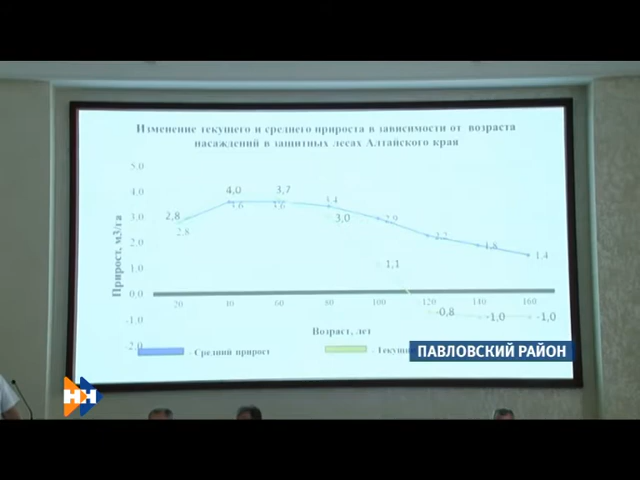 Изменение текущего и среднего прироста в зависимости от возраста
насаждений в защитных лесах Алтайского края
Прирост, м3/га
5,0
4,0
3,0
2,0
1,0
0,0
-1,0
-2,0
2,8 4,0 3,7 3,4
2,8 3,6 3,6 3,0 2,9 2,2 1,8 1,4
1,1
20 40 60 80 100 120 140 160
-0,8 -1,0 -1,0
Возраст, лет
- Средний прирост
ПАВЛОВСКИЙ РАЙОН
НН